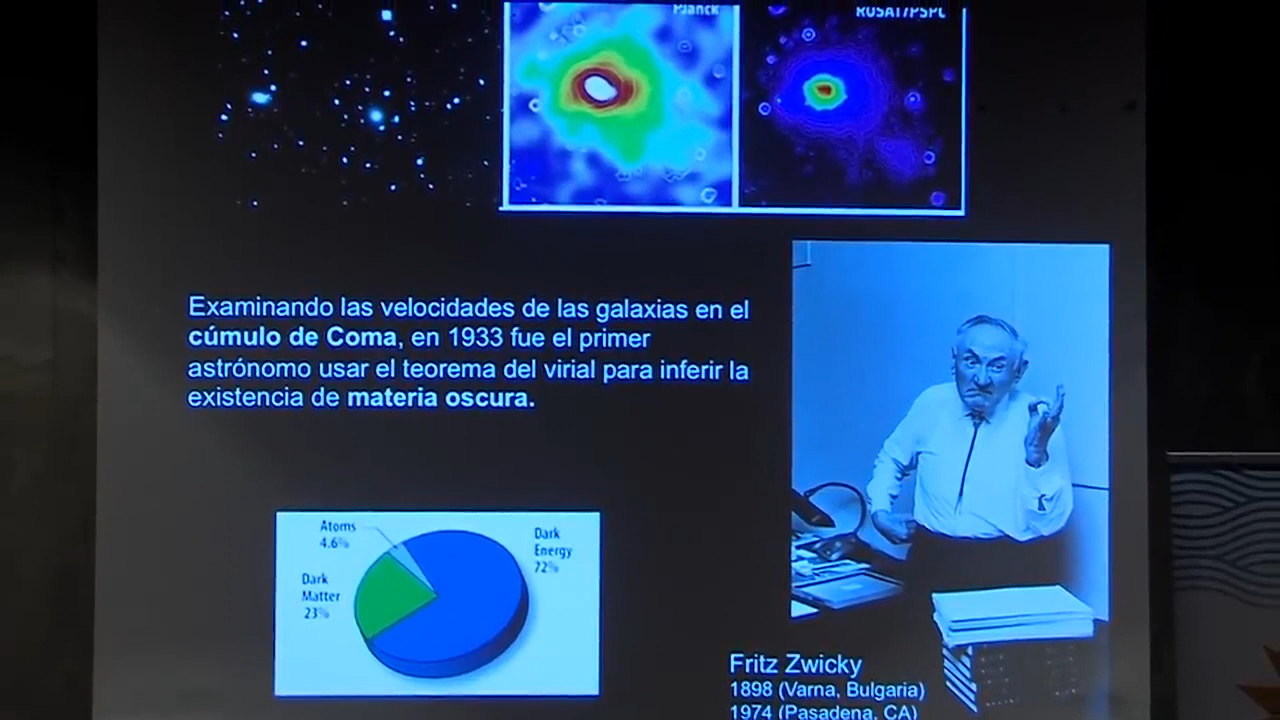 Planck
ROSAT/PSPC
Examinando las velocidades de las galaxias en el
cúmulo de Coma, en 1933 fue el primer
astrónomo usar el teorema del virial para inferir la
existencia de materia oscura.
Atoms
4.6%
Dark
Energy
72%
Dark
Matter
23%
Fritz Zwicky
1898 (Varna, Bulgaria)
1974 (Pasadena, CA)